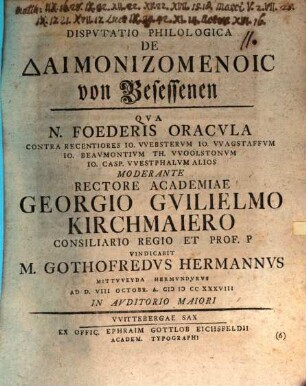 DISPVTATIO PHILOLOGICA
DE
ΔΑΙΜΟΝΙΖΟΜΕΝΟΙC
von Besessenen
QVA
N. FOEDERIS ORACVLA
CONTRA RECENTIORES IO. VVEBSTERVM IO. VVAGSTAFFVM
IO. BEAVMONTIVM TH. VVOOLSTONVM
IO. CASP. VVESTPHALVM ALIOS
MODERANTE
RECTORE ACADEMIAE
GEORGIO GVILIELMO
KIRCHMAIERO
CONSILIARIO REGIO ET PROF. P
VINDICABIT
M. GOTHOFREDVS HERMANNVS
MITTVVEYDA HERMVNDVRVS
AD D. VIII OCTOBR. A. CIƆ IƆ CC XXXVIII
IN AVDITORIO MAIORI
VVITTEBERGAE SAX
EX OFFIC. EPHRAIM GOTTLOB EICHSFELDII
ACADEM. TYPOGRAPHI
(6)